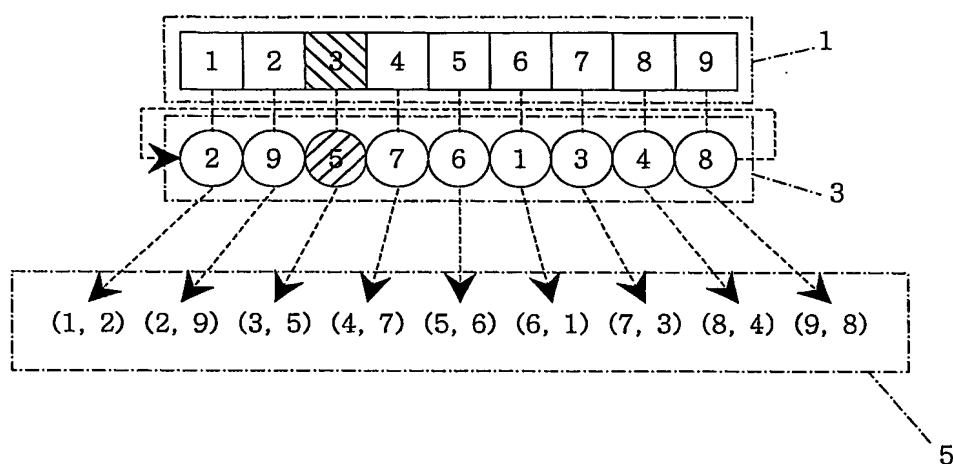 1 2 3 4 5 6 7 8 9
1
2 9 5 7 6 1 3 4 8
3
(1, 2) (2, 9) (3, 5) (4, 7) (5, 6) (6, 1) (7, 3) (8, 4) (9, 8)
5